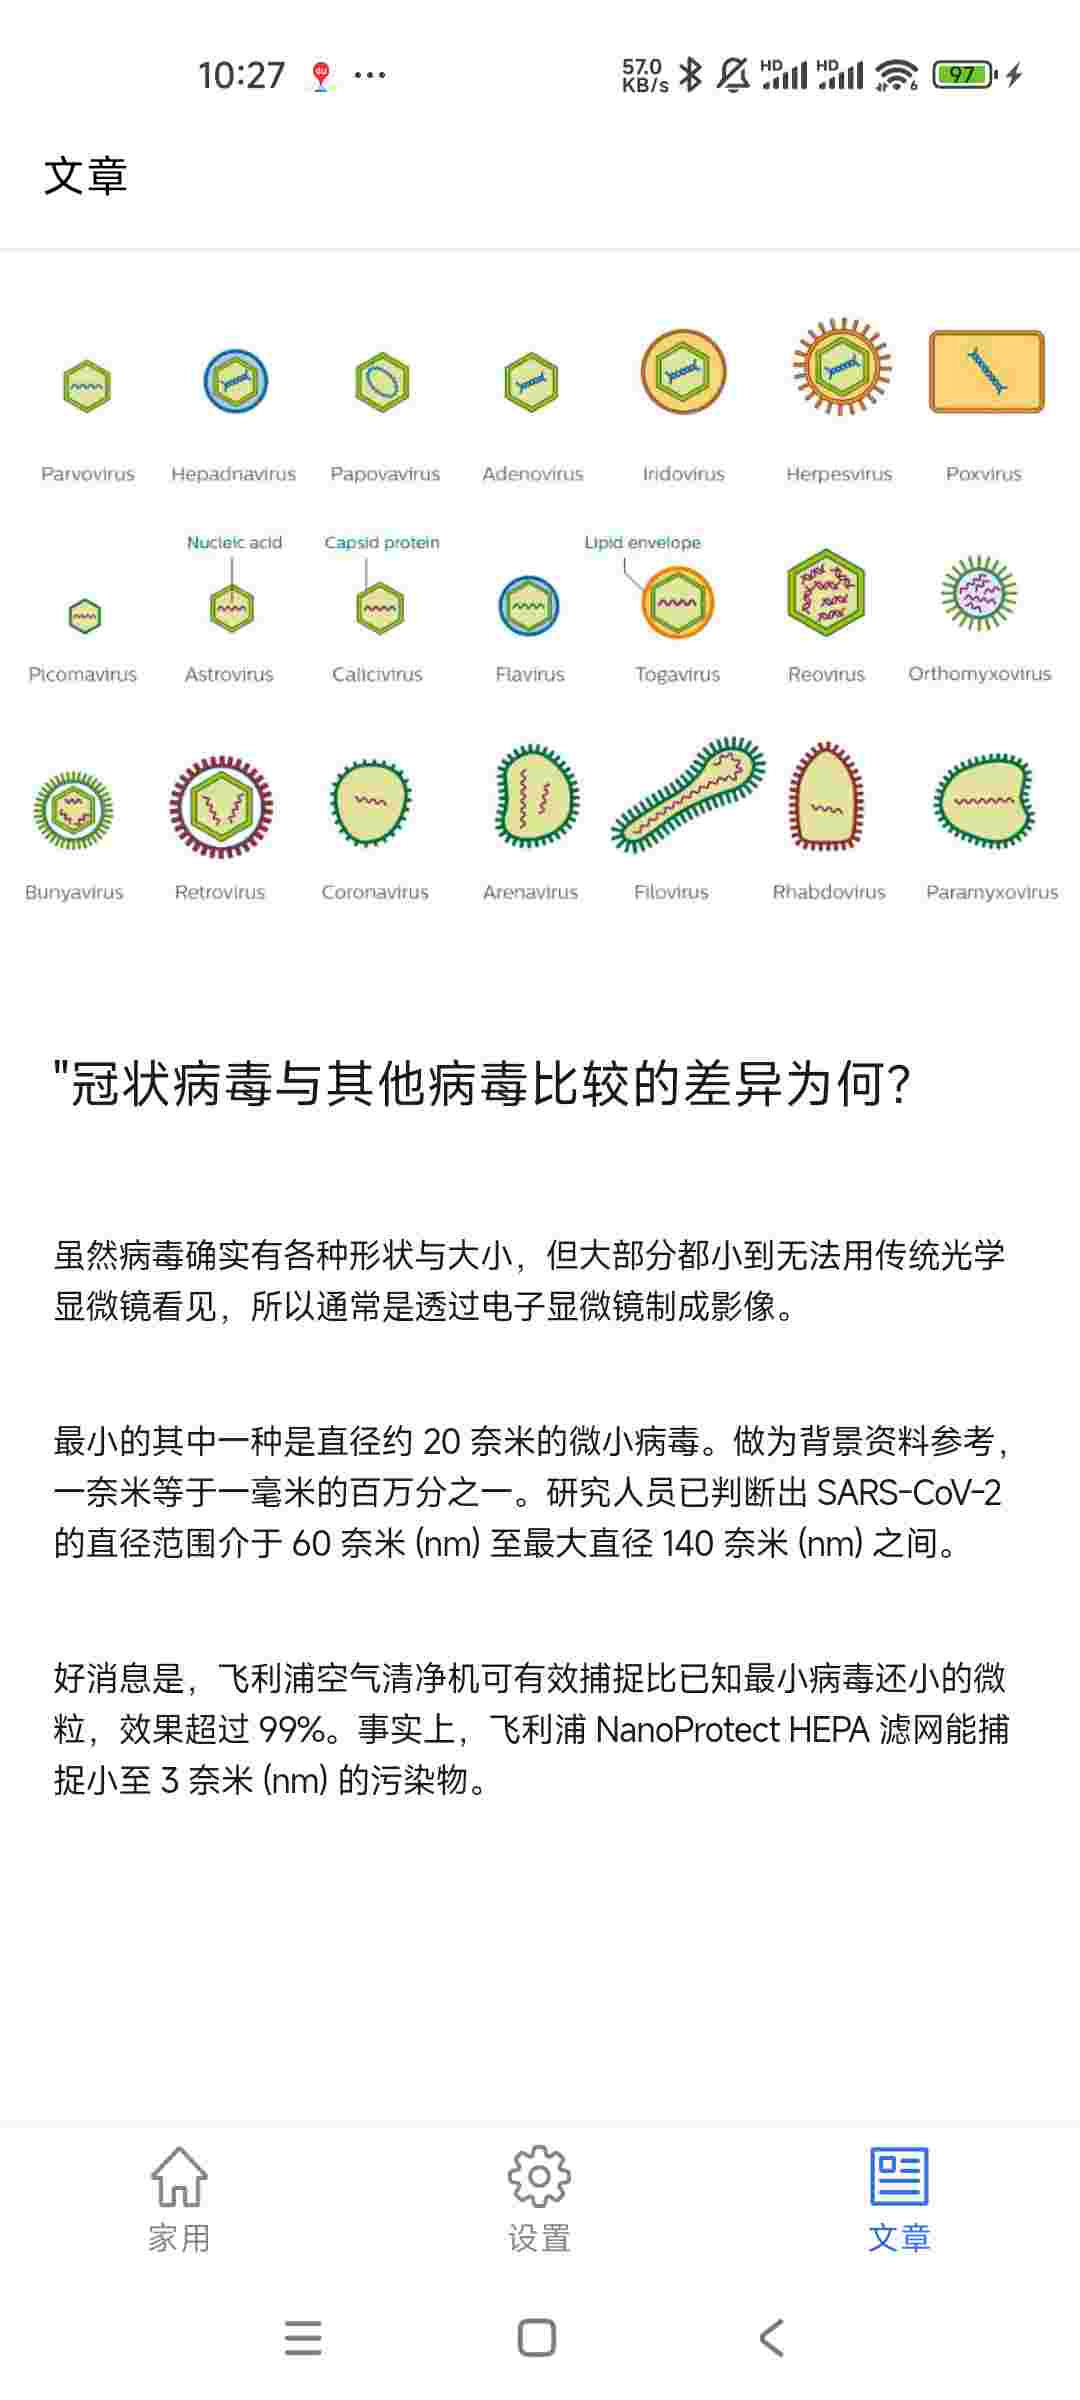 10:27 ... 57.0 KB/s HD HD 6 97
文章
Parvovirus Hepadnavirus Papovavirus Adenovirus Iridovirus Herpesvirus Poxvirus
Nucleic acid Capsid protein Lipid envelope
Picornavirus Astrovirus Calicivirus Flavirus Togavirus Reovirus Orthomyxovirus
Bunyavirus Retrovirus Coronavirus Arenavirus Filovirus Rhabdovirus Paramyxovirus
"冠状病毒与其他病毒比较的差异为何?
虽然病毒确实有各种形状与大小，但大部分都小到无法用传统光学
显微镜看见，所以通常是透过电子显微镜制成影像。
最小的其中一种是直径约 20 奈米的微小病毒。做为背景资料参考，
一奈米等于一毫米的百万分之一。研究人员已判断出 SARS-CoV-2
的直径范围介于 60 奈米 (nm) 至最大直径 140 奈米 (nm) 之间。
好消息是，飞利浦空气清净机可有效捕捉比已知最小病毒还小的微
粒，效果超过 99%。事实上，飞利浦 NanoProtect HEPA 滤网能捕
捉小至 3 奈米 (nm) 的污染物。
家用 设置 文章